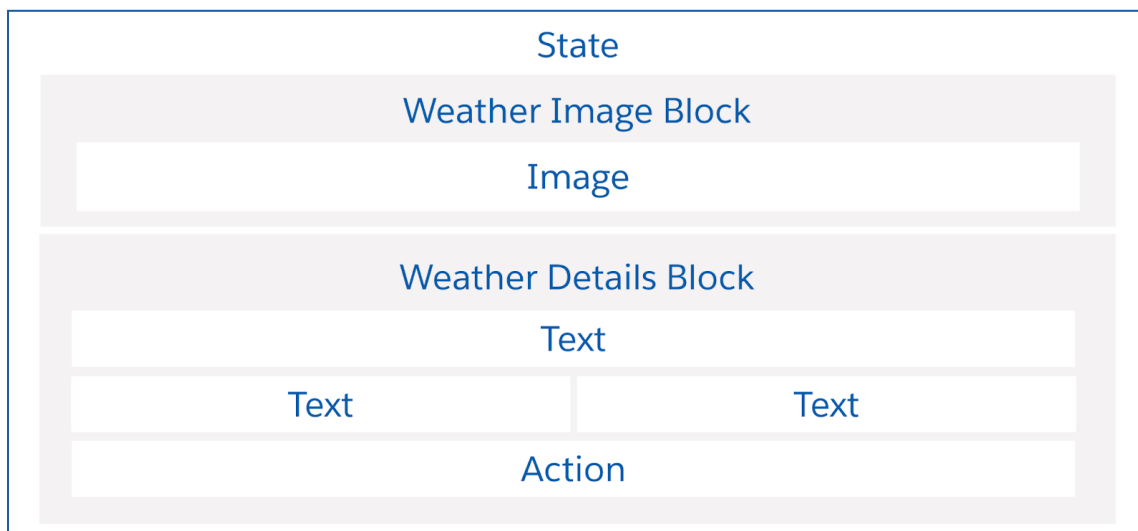 State
Weather Image Block
Image
Weather Details Block
Text
Text Text
Action